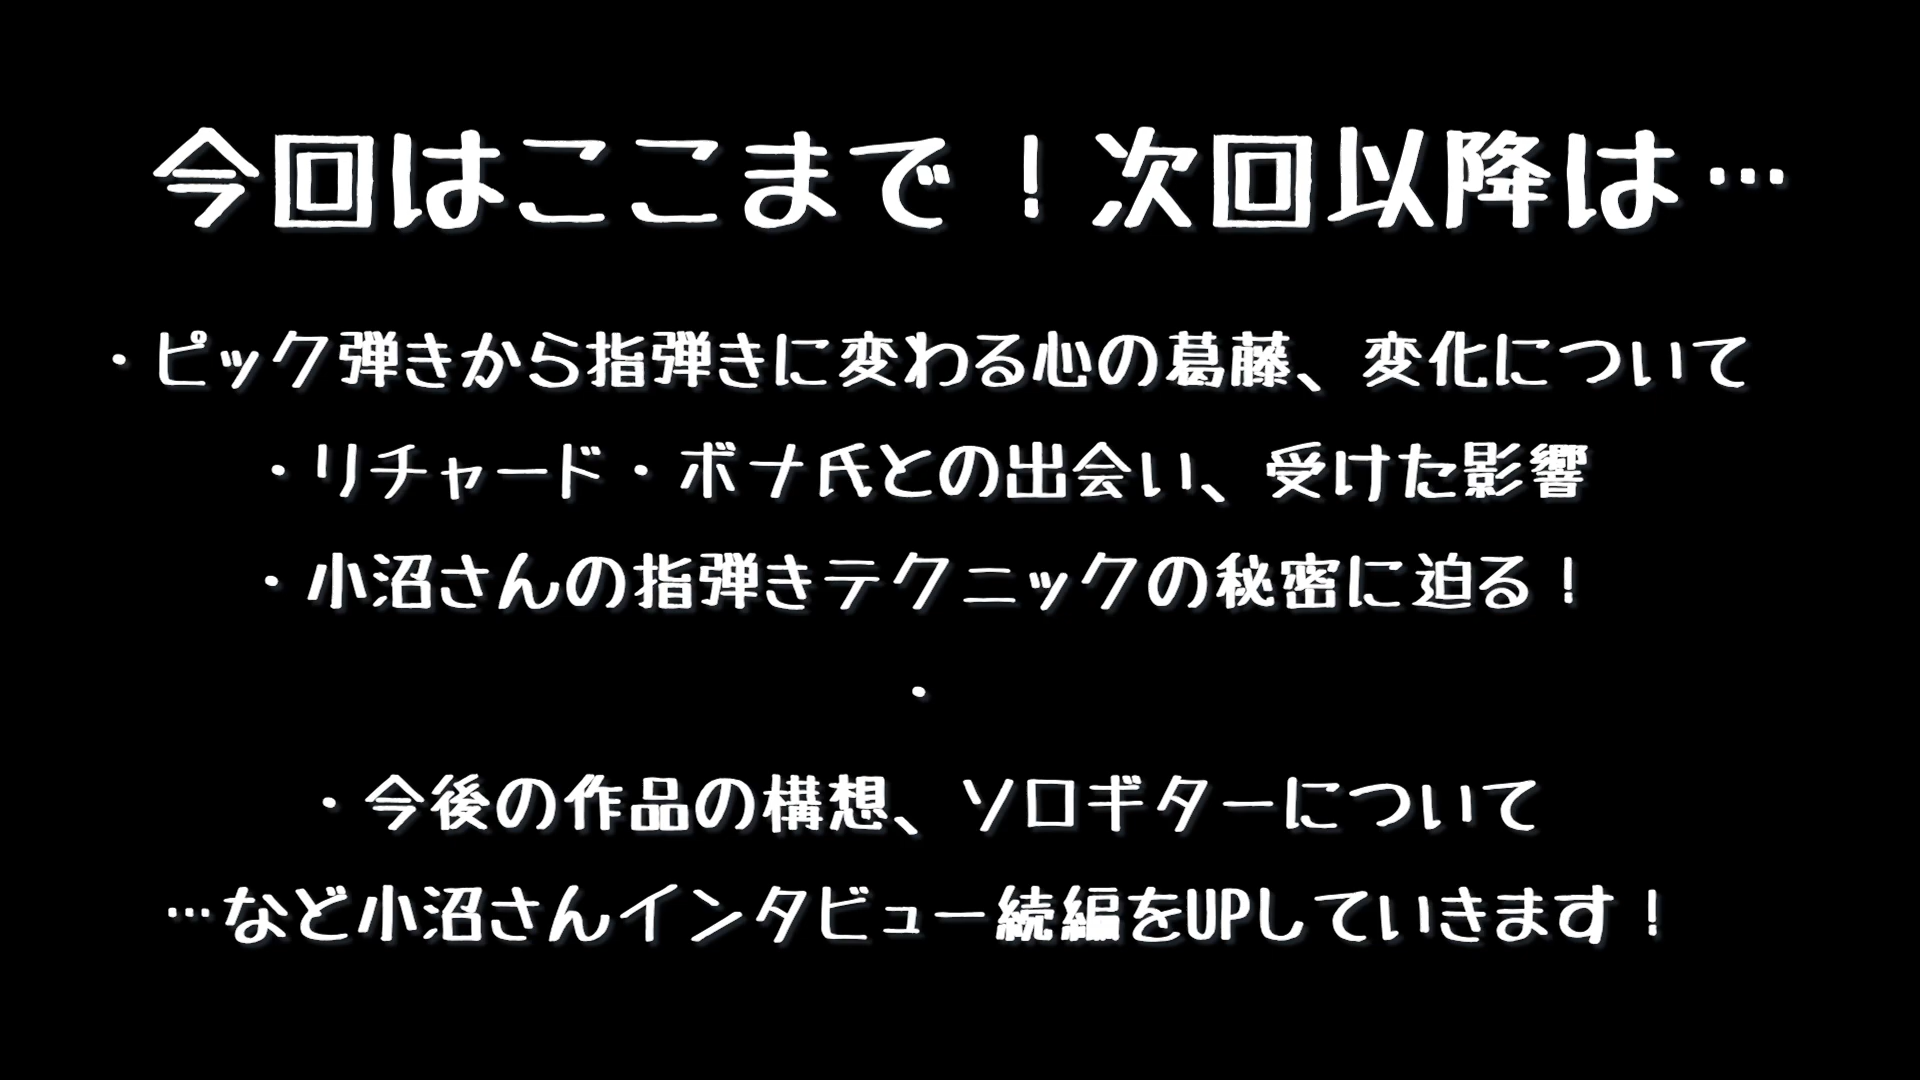 今回はここまで！次回以降は…
・ピック弾きから指弾きに変わる心の葛藤、変化について
・リチャード・ボナ氏との出会い、受けた影響
・小沼さんの指弾きテクニックの秘密に迫る！
・
・今後の作品の構想、ソロギターについて
…など小沼さんインタビュー続編をUPしていきます！